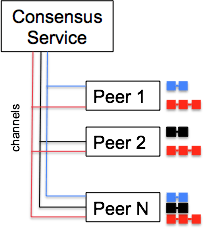 Consensus
Service
channels
Peer 1
Peer 2
Peer N